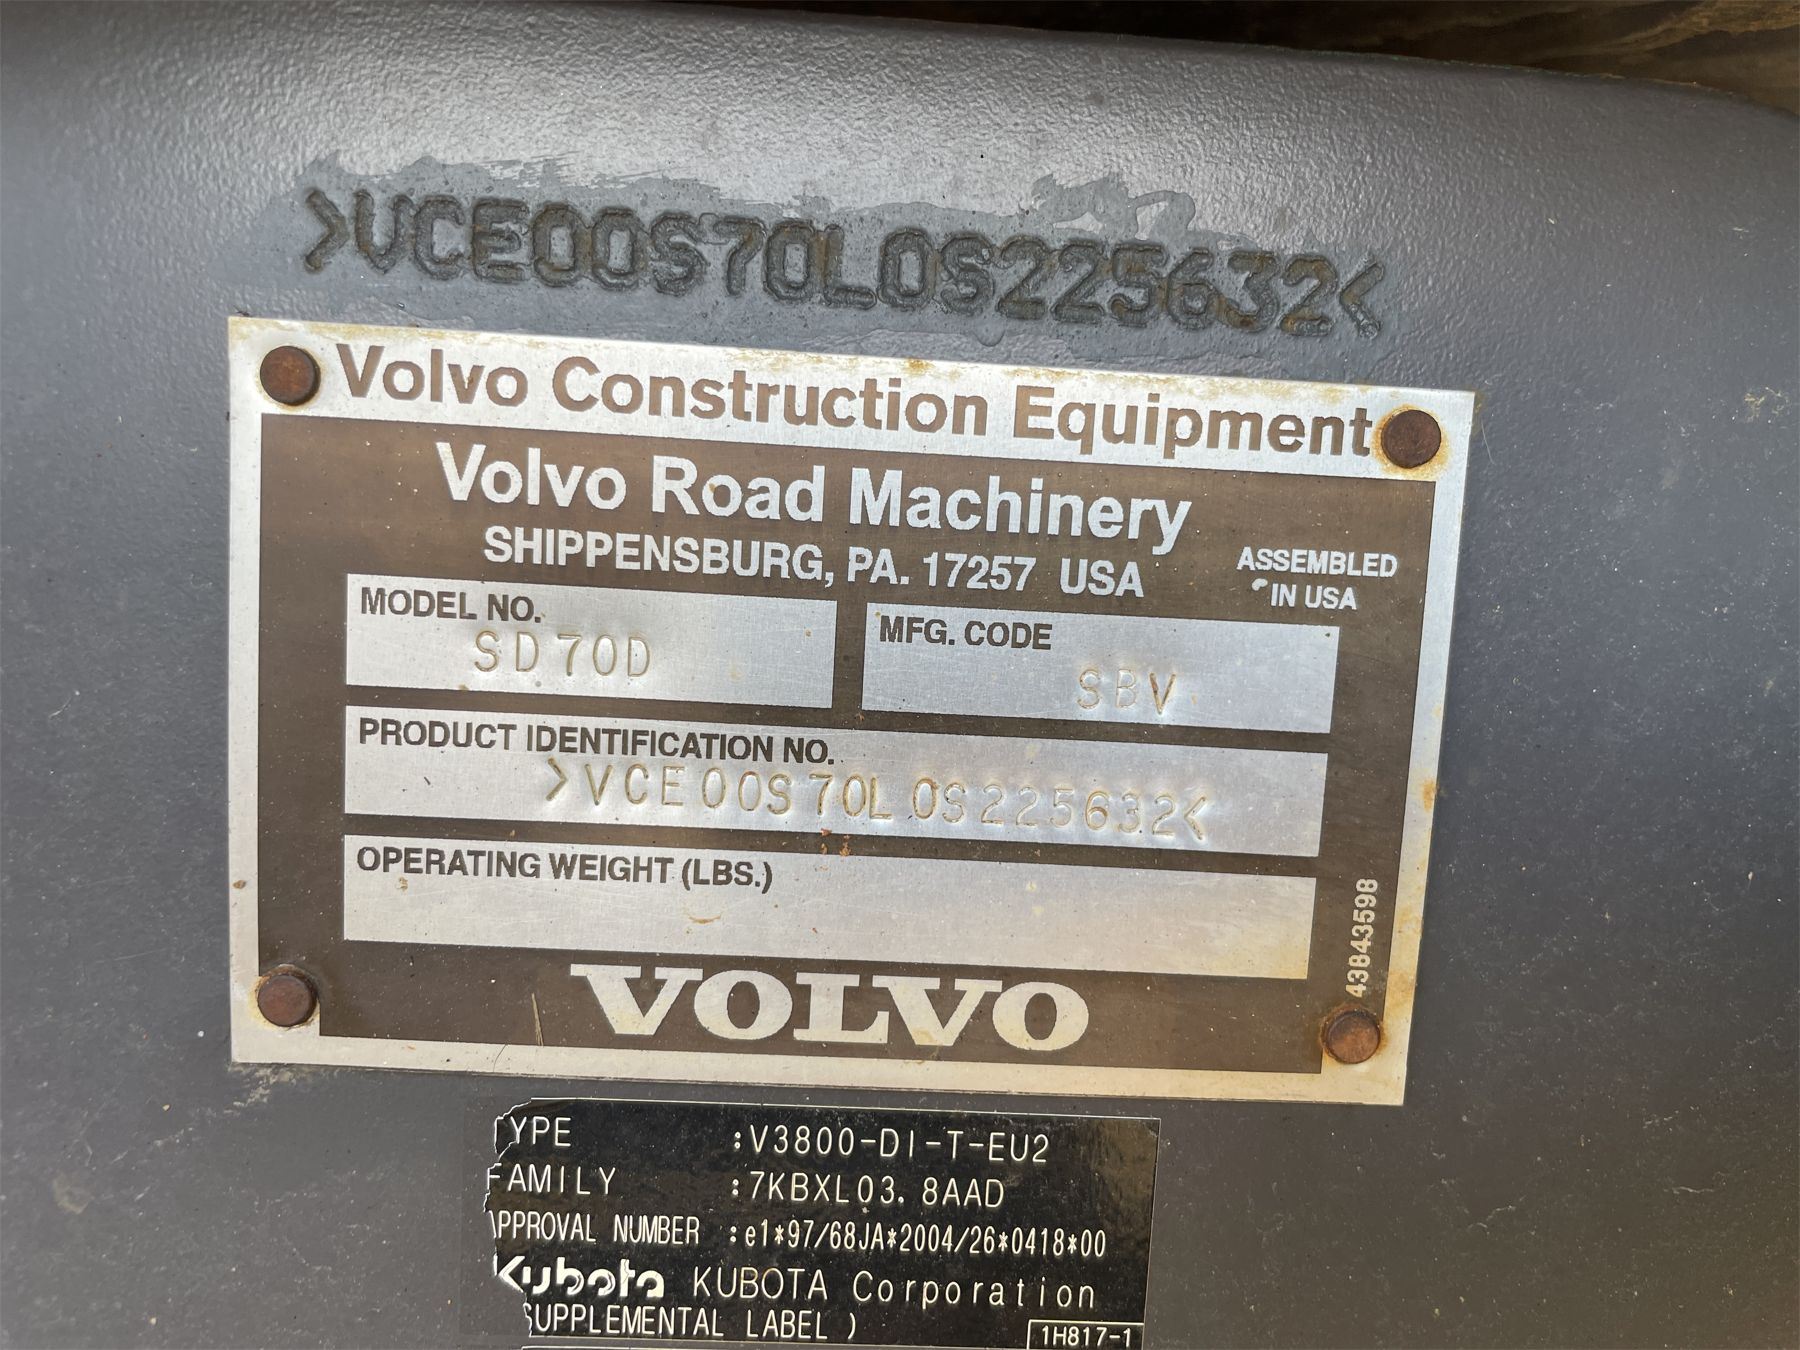 >VCE00S70L0S225632<
Volvo Construction Equipment
Volvo Road Machinery
SHIPPENSBURG, PA. 17257 USA
ASSEMBLED
IN USA
MODEL NO.
SD70D
MFG. CODE
SBV
PRODUCT IDENTIFICATION NO.
>VCE00S70L0S225632<
OPERATING WEIGHT (LBS.)
43843598
VOLVO
YPE :V3800-DI-T-EU2
FAMILY :7KBXL03.8AAD
APPROVAL NUMBER :e1*97/68JA*2004/26*0418*00
Kubota KUBOTA Corporation
SUPPLEMENTAL LABEL )
1H817-1